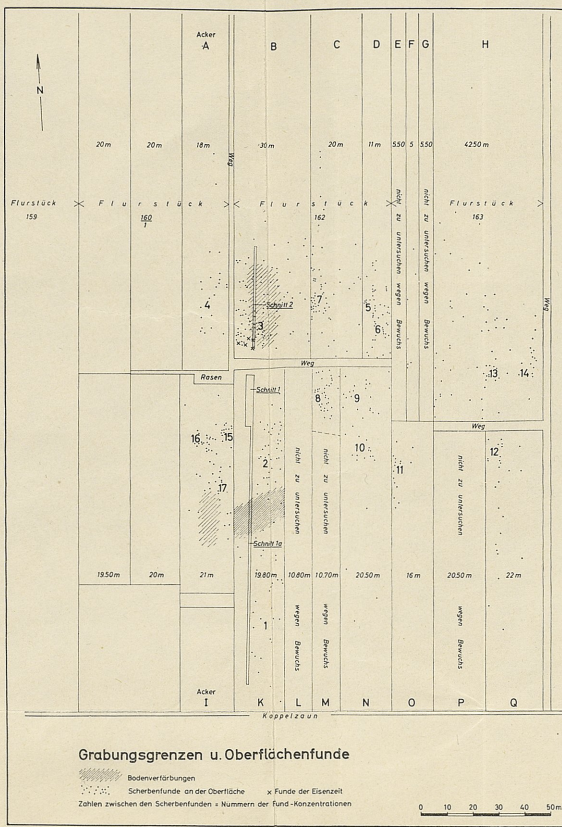 Acker
A B C D E F G H
N
20 m 20 m 18 m 30 m 20 m 11 m 5.50 5 5.50 42.50 m
Weg
Flurstück Flurstück Flurstück Flurstück
159 160/1 162 163
nicht zu untersuchen wegen Bewuchs
nicht zu untersuchen wegen Bewuchs
Weg
4 3 Schnitt 2 7 5 6
13 14
Weg
Rasen
Schnitt 1
8 9
Weg
16 15 2 10 11 12
17
nicht zu untersuchen wegen Bewuchs
nicht zu untersuchen wegen Bewuchs
nicht zu untersuchen wegen Bewuchs
Schnitt 1a
19.50 m 20 m 21 m 19.80 m 10.80 m 10.70 m 20.50 m 16 m 20.50 m 22 m
1
Acker
I K L M N O P Q
Koppelzaun
Grabungsgrenzen u. Oberflächenfunde
Bodenverfärbungen
Scherbenfunde an der Oberfläche x Funde der Eisenzeit
Zahlen zwischen den Scherbenfunden = Nummern der Fund-Konzentrationen
0 10 20 30 40 50 m